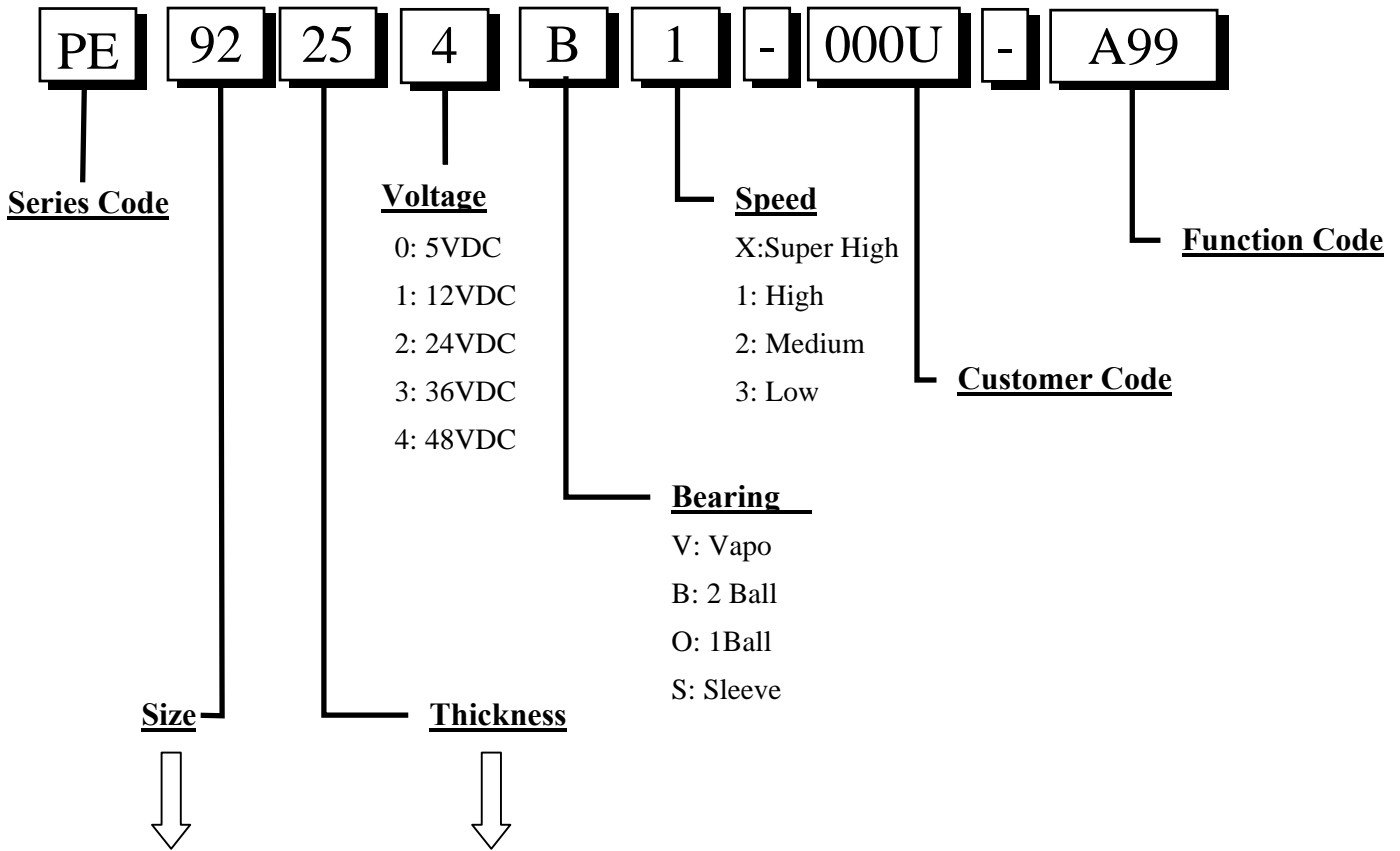 PE 92 25 4 B 1 - 000U - A99
Series Code
Voltage
0: 5VDC
1: 12VDC
2: 24VDC
3: 36VDC
4: 48VDC
Speed
X:Super High
1: High
2: Medium
3: Low
Function Code
Customer Code
Bearing
V: Vapo
B: 2 Ball
O: 1Ball
S: Sleeve
Size
Thickness